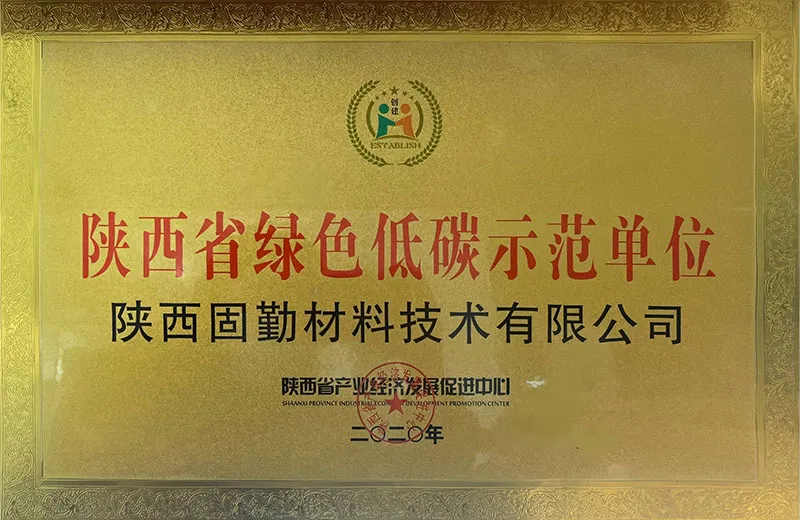 创建
ESTABLISH
陕西省绿色低碳示范单位
陕西固勤材料技术有限公司
陕西省产业经济发展促进中心
SHAANXI PROVINCE INDUSTRIAL ECONOMY DEVELOPMENT PROMOTION CENTER
二〇二〇年